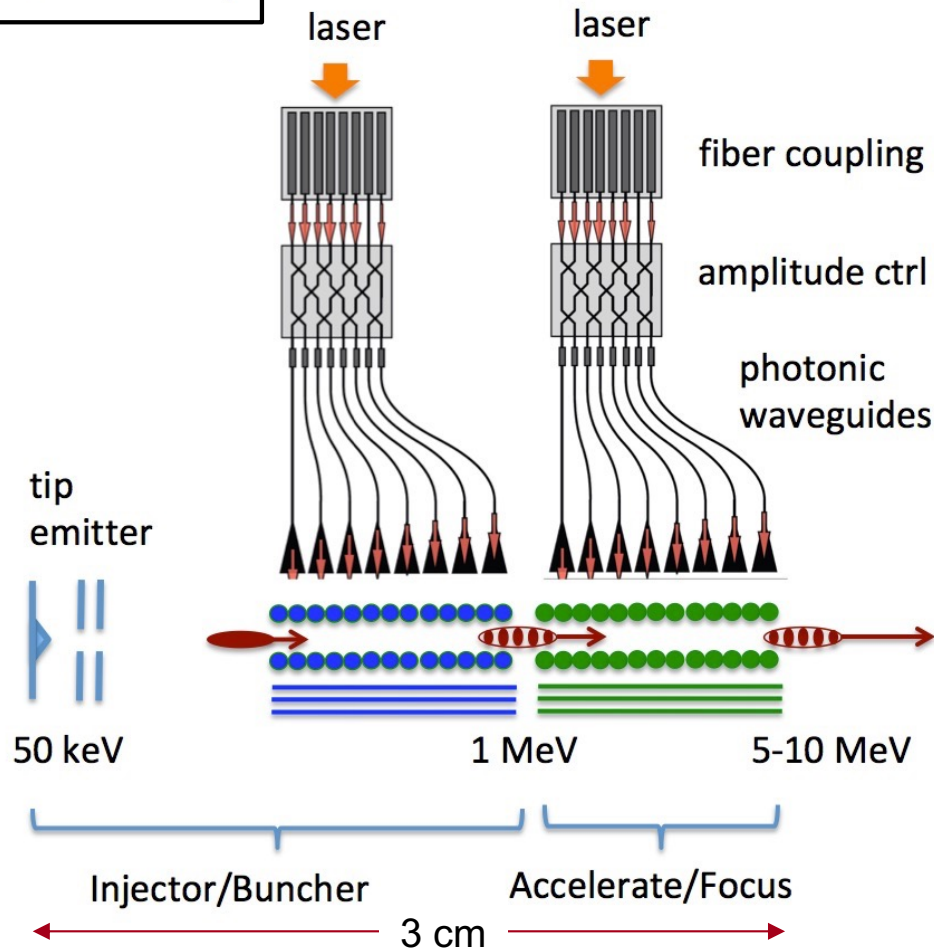 laser
laser
fiber coupling
amplitude ctrl
photonic
waveguides
tip
emitter
50 keV
1 MeV
5-10 MeV
Injector/Buncher
Accelerate/Focus
3 cm